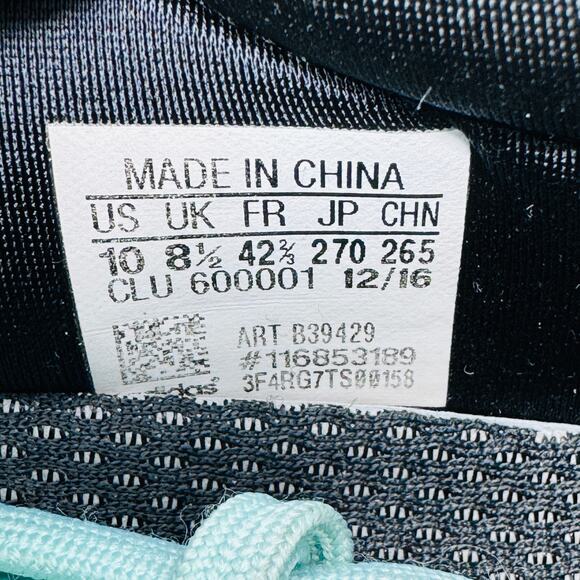 MADE IN CHINA
US UK FR JP CHN
10 8½ 42⅔ 270 265
CLU 600001 12/16
ART B39429
#116853189
3F4RG7TS00158
adidas